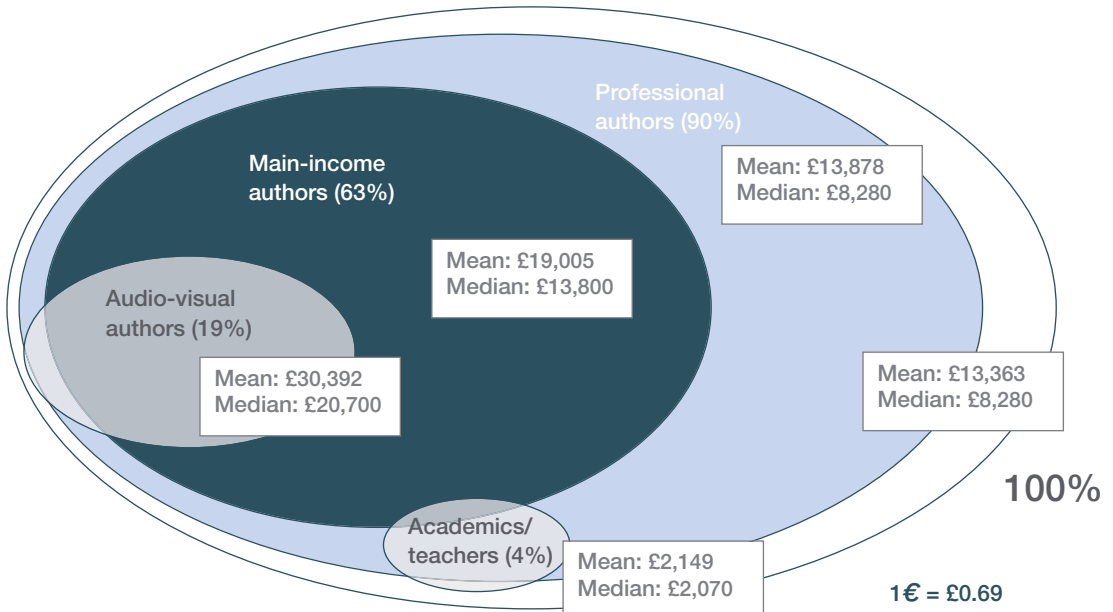 Professional
authors (90%)
Mean: £13,878
Median: £8,280
Main-income
authors (63%)
Mean: £19,005
Median: £13,800
Audio-visual
authors (19%)
Mean: £30,392
Median: £20,700
Mean: £13,363
Median: £8,280
100%
Academics/
teachers (4%)
Mean: £2,149
Median: £2,070
1€ = £0.69